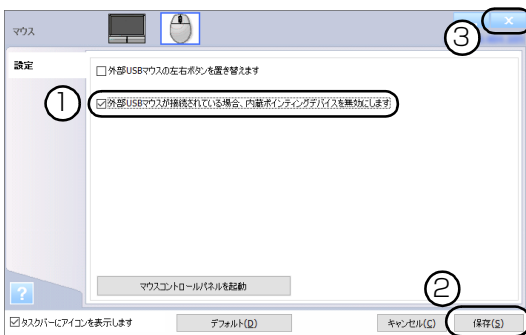 マウス
③
×
設定
外部USBマウスの左右ボタンを置き替えます
①
外部USBマウスが接続されている場合、内蔵ポインティングデバイスを無効にします
?
マウスコントロールパネルを起動
②
タスクバーにアイコンを表示します
デフォルト(D)
キャンセル(C)
保存(S)